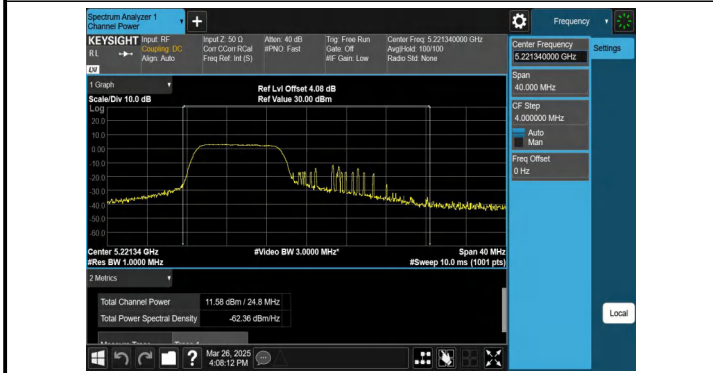 Spectrum Analyzer 1
Channel Power
+
Frequency
KEYSIGHT
RL
LXI
Input: RF
Coupling: DC
Align: Auto
Input Z: 50 Ω
Corr CCorr RCal
Freq Ref: Int (S)
Atten: 40 dB
#PNO: Fast
Trig: Free Run
Gate: Off
#IF Gain: Low
Center Freq: 5.221340000 GHz
Avg|Hold: 100/100
Radio Std: None
Center Frequency
5.221340000 GHz
Settings
Span
40.000 MHz
CF Step
4.000000 MHz
Auto
Man
Freq Offset
0 Hz
1 Graph
Scale/Div 10.0 dB
Ref Lvl Offset 4.08 dB
Ref Value 30.00 dBm
Log
20.0
10.0
0.00
-10.0
-20.0
-30.0
-40.0
-50.0
-60.0
Center 5.22134 GHz
#Video BW 3.0000 MHz*
Span 40 MHz
#Res BW 1.0000 MHz
#Sweep 10.0 ms (1001 pts)
2 Metrics
Total Channel Power 11.58 dBm / 24.8 MHz
Total Power Spectral Density -62.36 dBm/Hz
Local
?
Mar 26, 2025
4:08:12 PM